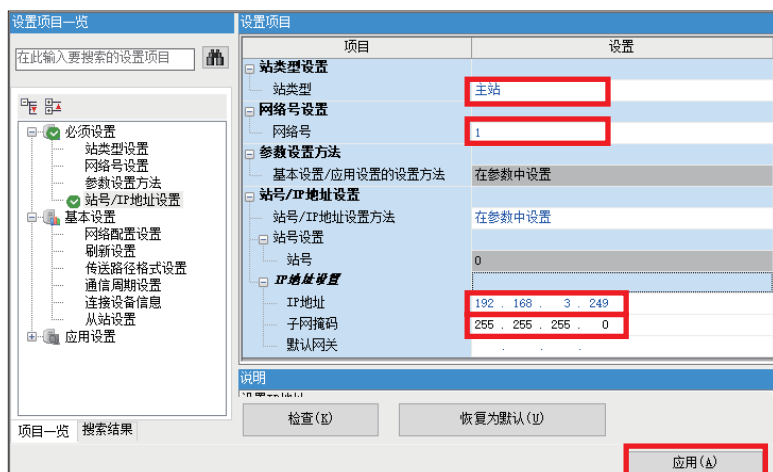 设置项目一览
在此输入要搜索的设置项目
必须设置
站类型设置
网络号设置
参数设置方法
站号/IP地址设置
基本设置
网络配置设置
刷新设置
传送路径格式设置
通信周期设置
连接设备信息
从站设置
应用设置
项目一览 搜索结果
设置项目
项目 设置
站类型设置
站类型 主站
网络号设置
网络号 1
参数设置方法
基本设置/应用设置的设置方法 在参数中设置
站号/IP地址设置
站号/IP地址设置方法 在参数中设置
站号设置
站号 0
IP地址设置
IP地址 192 . 168 . 3 . 249
子网掩码 255 . 255 . 255 . 0
默认网关 . . .
说明
检查(K) 恢复为默认(U)
应用(A)